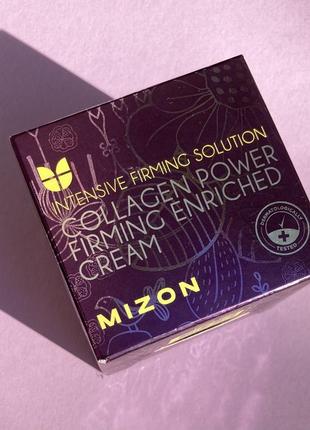 INTENSIVE FIRMING SOLUTION
COLLAGEN POWER
FIRMING ENRICHED
CREAM
DERMATOLOGICALLY
TESTED
MIZON